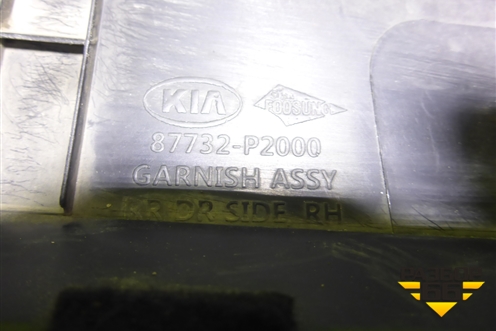 KIA
87732-P2000
GARNISH ASSY
RR DR SIDE RH